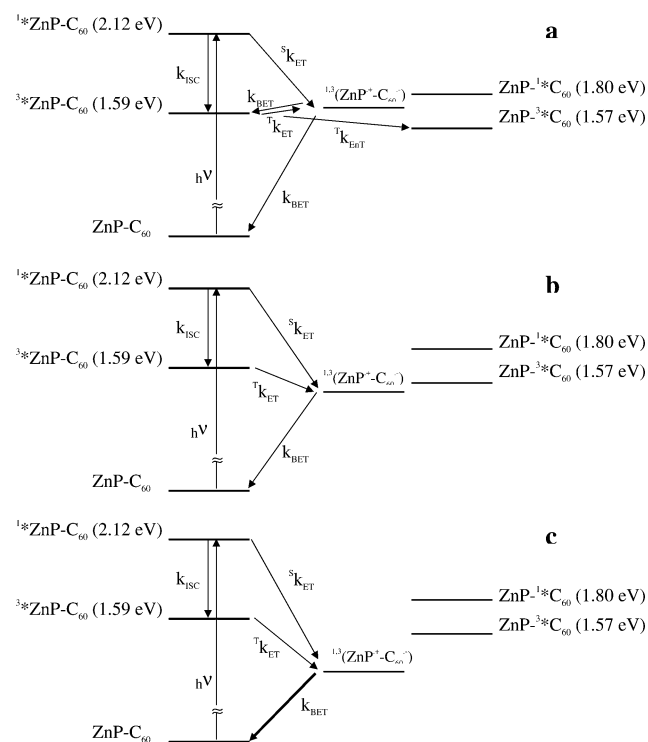 ¹*ZnP-C₆₀ (2.12 eV)
a
ˢk_ET
k_ISC
ZnP-¹*C₆₀ (1.80 eV)
k_BET
¹,³(ZnP⁺-C₆₀⁻)
³*ZnP-C₆₀ (1.59 eV)
ZnP-³*C₆₀ (1.57 eV)
ᵀk_ET
ᵀk_EnT
hν
k_BET
≈
ZnP-C₆₀
¹*ZnP-C₆₀ (2.12 eV)
b
k_ISC
ˢk_ET
ZnP-¹*C₆₀ (1.80 eV)
³*ZnP-C₆₀ (1.59 eV)
ZnP-³*C₆₀ (1.57 eV)
¹,³(ZnP⁺-C₆₀⁻)
ᵀk_ET
hν
k_BET
≈
ZnP-C₆₀
¹*ZnP-C₆₀ (2.12 eV)
c
k_ISC
ˢk_ET
ZnP-¹*C₆₀ (1.80 eV)
³*ZnP-C₆₀ (1.59 eV)
ZnP-³*C₆₀ (1.57 eV)
ᵀk_ET
¹,³(ZnP⁺-C₆₀⁻)
hν
k_BET
≈
ZnP-C₆₀